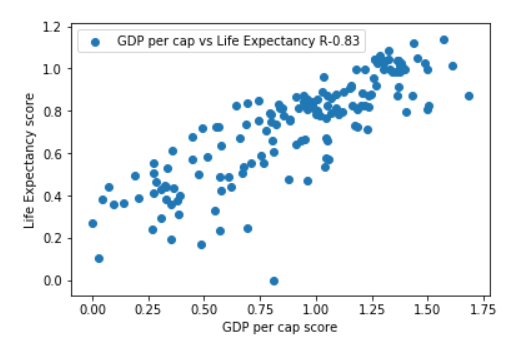 GDP per cap vs Life Expectancy R-0.83
Life Expectancy score
1.2
1.0
0.8
0.6
0.4
0.2
0.0
0.00 0.25 0.50 0.75 1.00 1.25 1.50 1.75
GDP per cap score